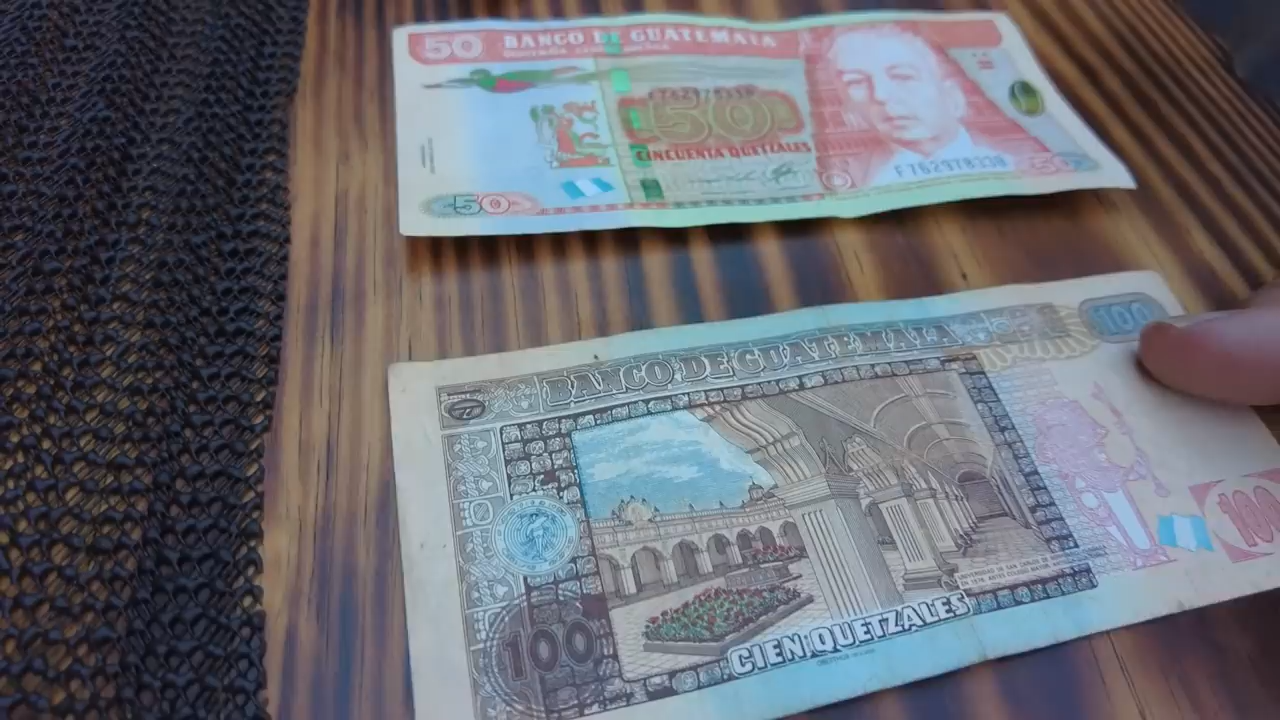 50 BANCO DE GUATEMALA
50
CINCUENTA QUETZALES
F76297833B
50
50
BANCO DE GUATEMALA
100
100
CIEN QUETZALES
100